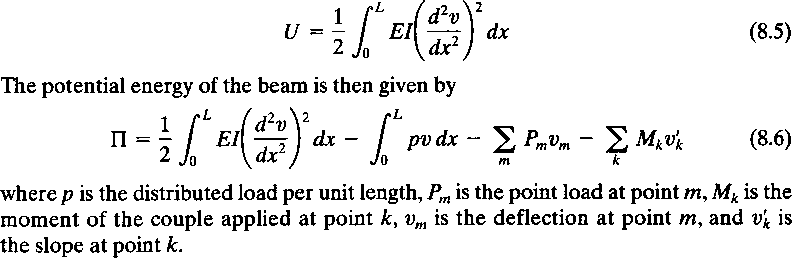 U = \frac{1}{2} \int_0^L EI \left( \frac{d^2v}{dx^2} \right)^2 dx (8.5)
The potential energy of the beam is then given by
\Pi = \frac{1}{2} \int_0^L EI \left( \frac{d^2v}{dx^2} \right)^2 dx - \int_0^L pv \, dx - \sum_m P_m v_m - \sum_k M_k v'_k (8.6)
where p is the distributed load per unit length, P_m is the point load at point m, M_k is the
moment of the couple applied at point k, v_m is the deflection at point m, and v'_k is
the slope at point k.